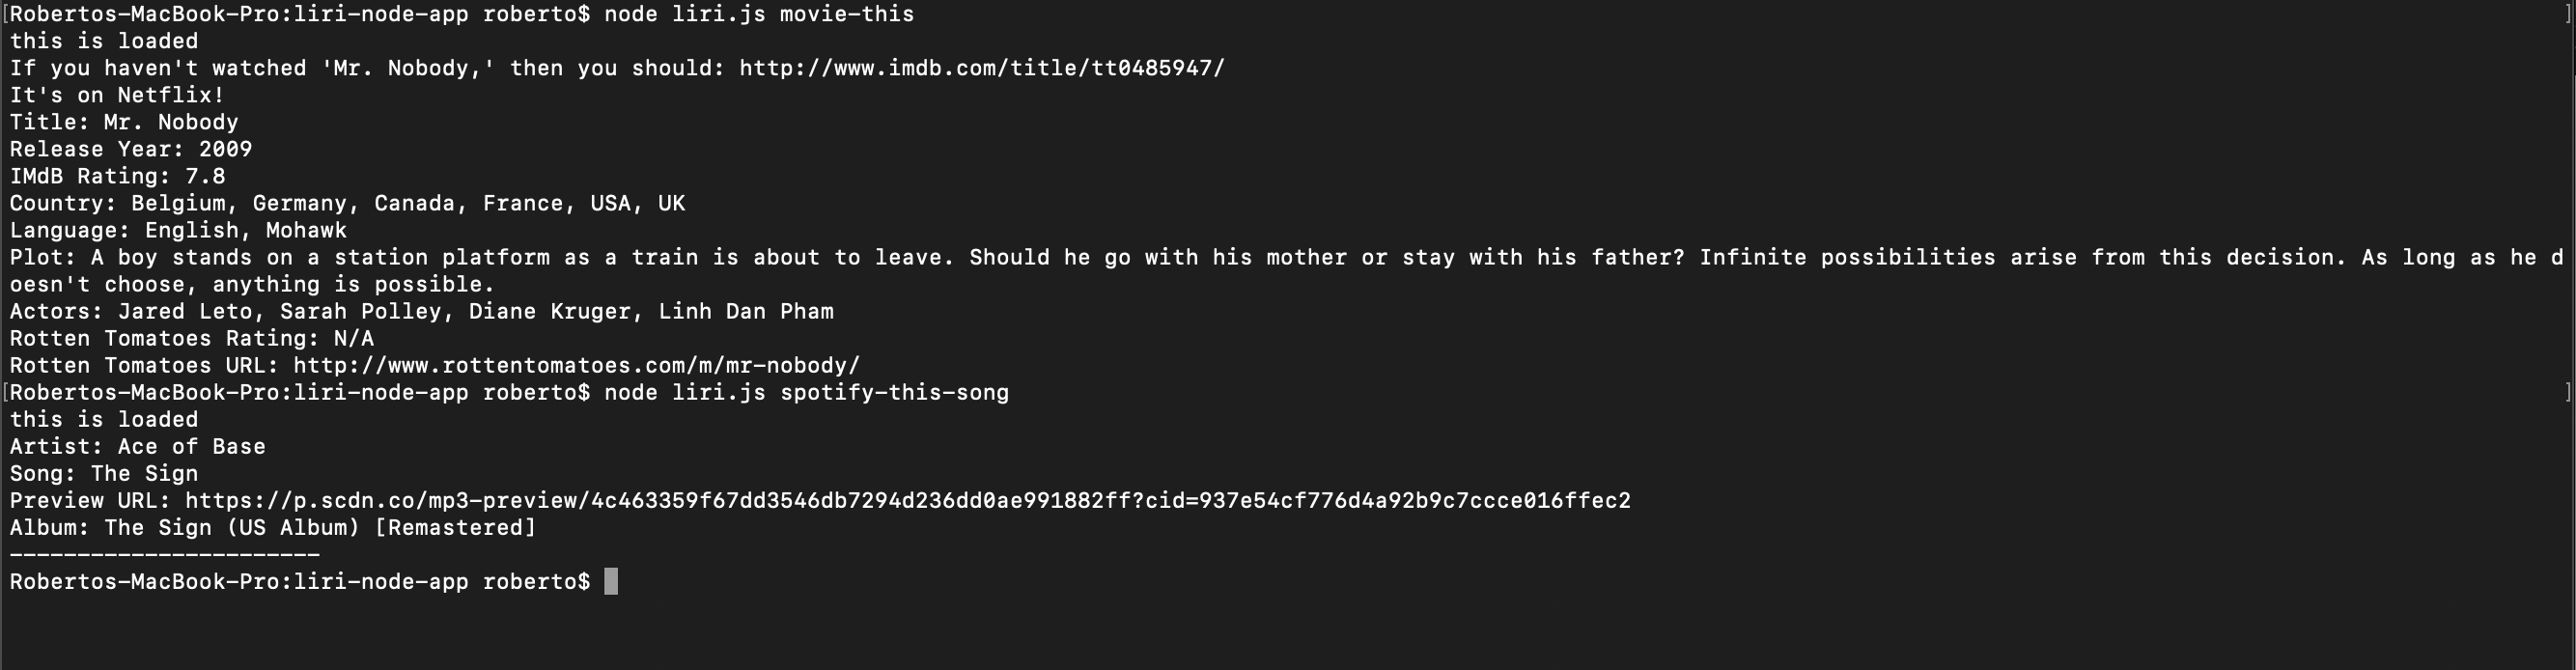 [Robertos-MacBook-Pro:liri-node-app roberto$ node liri.js movie-this ]
this is loaded
If you haven't watched 'Mr. Nobody,' then you should: http://www.imdb.com/title/tt0485947/
It's on Netflix!
Title: Mr. Nobody
Release Year: 2009
IMdB Rating: 7.8
Country: Belgium, Germany, Canada, France, USA, UK
Language: English, Mohawk
Plot: A boy stands on a station platform as a train is about to leave. Should he go with his mother or stay with his father? Infinite possibilities arise from this decision. As long as he d
oesn't choose, anything is possible.
Actors: Jared Leto, Sarah Polley, Diane Kruger, Linh Dan Pham
Rotten Tomatoes Rating: N/A
Rotten Tomatoes URL: http://www.rottentomatoes.com/m/mr-nobody/
[Robertos-MacBook-Pro:liri-node-app roberto$ node liri.js spotify-this-song ]
this is loaded
Artist: Ace of Base
Song: The Sign
Preview URL: https://p.scdn.co/mp3-preview/4c463359f67dd3546db7294d236dd0ae991882ff?cid=937e54cf776d4a92b9c7ccce016ffec2
Album: The Sign (US Album) [Remastered]
-----------------------
Robertos-MacBook-Pro:liri-node-app roberto$